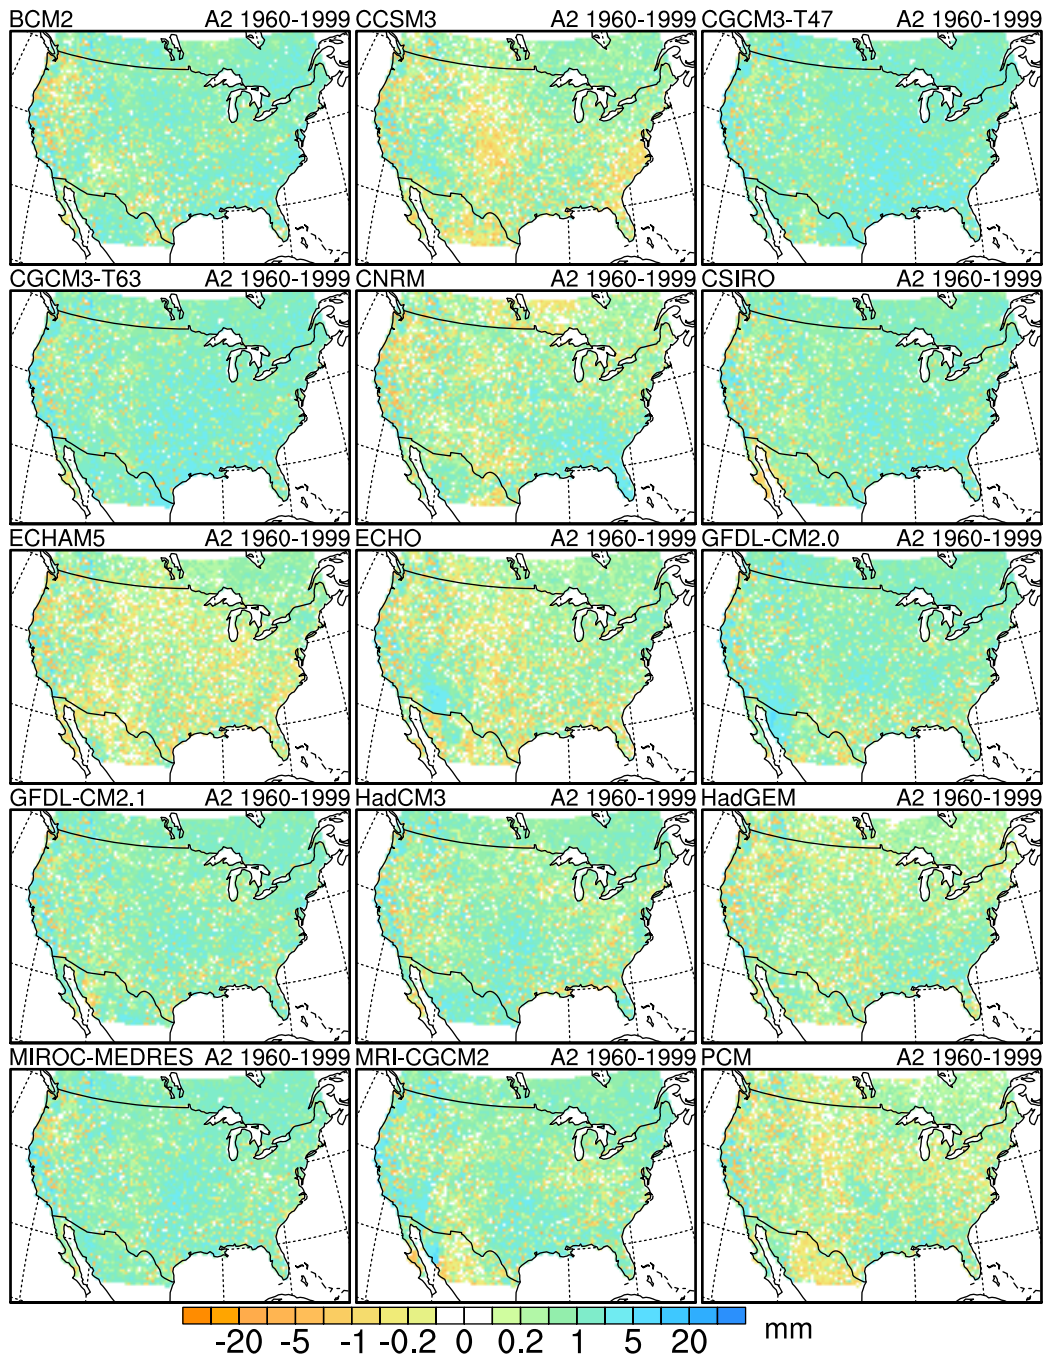 BCM2 A2 1960-1999 CCSM3 A2 1960-1999 CGCM3-T47 A2 1960-1999
CGCM3-T63 A2 1960-1999 CNRM A2 1960-1999 CSIRO A2 1960-1999
ECHAM5 A2 1960-1999 ECHO A2 1960-1999 GFDL-CM2.0 A2 1960-1999
GFDL-CM2.1 A2 1960-1999 HadCM3 A2 1960-1999 HadGEM A2 1960-1999
MIROC-MEDRES A2 1960-1999 MRI-CGCM2 A2 1960-1999 PCM A2 1960-1999
-20 -5 -1 -0.2 0 0.2 1 5 20 mm